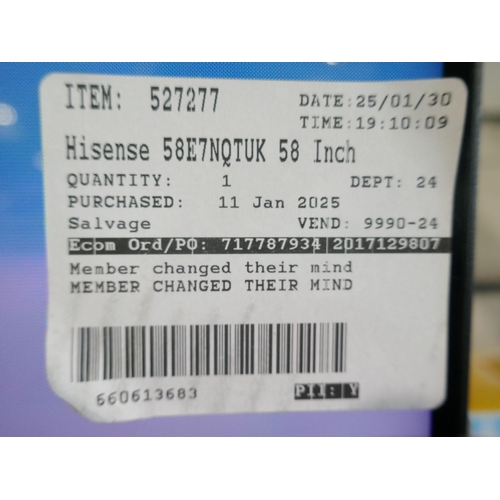 ITEM: 527277
DATE:25/01/30
TIME:19:10:09
Hisense 58E7NQTUK 58 Inch
QUANTITY: 1 DEPT: 24
PURCHASED: 11 Jan 2025
Salvage VEND: 9990-24
Ecom Ord/PO: 717787934|2017129807
Member changed their mind
MEMBER CHANGED THEIR MIND
660613683
PII: Y